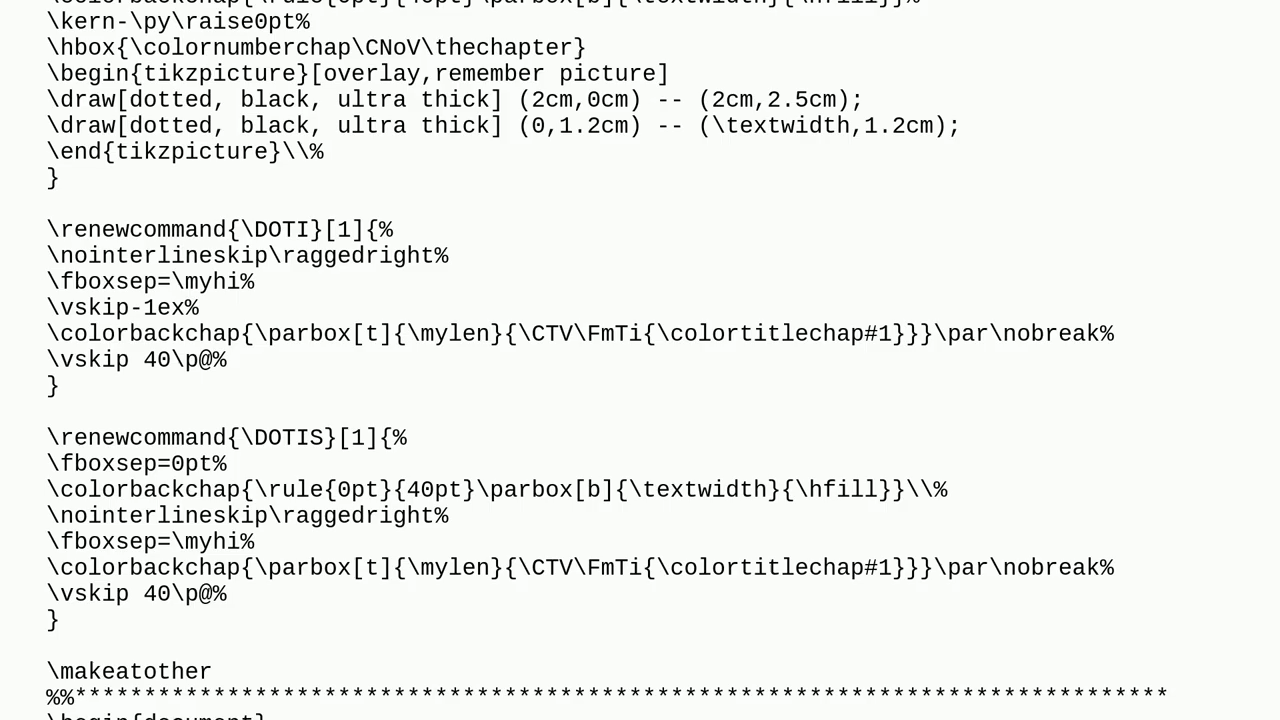 \kern-\py\raise0pt%
\hbox{\colornumberchap\CNoV\thechapter}
\begin{tikzpicture}[overlay,remember picture]
\draw[dotted, black, ultra thick] (2cm,0cm) -- (2cm,2.5cm);
\draw[dotted, black, ultra thick] (0,1.2cm) -- (\textwidth,1.2cm);
\end{tikzpicture}\\%
}
\renewcommand{\DOTI}[1]{%
\nointerlineskip\raggedright%
\fboxsep=\myhi%
\vskip-1ex%
\colorbackchap{\parbox[t]{\mylen}{\CTV\FmTi{\colortitlechap#1}}}\par\nobreak%
\vskip 40\p@%
}
\renewcommand{\DOTIS}[1]{%
\fboxsep=0pt%
\colorbackchap{\rule{0pt}{40pt}\parbox[b]{\textwidth}{\hfill}}\\%
\nointerlineskip\raggedright%
\fboxsep=\myhi%
\colorbackchap{\parbox[t]{\mylen}{\CTV\FmTi{\colortitlechap#1}}}\par\nobreak%
\vskip 40\p@%
}
\makeatother
%%*******************************************************************************
\begin{document}